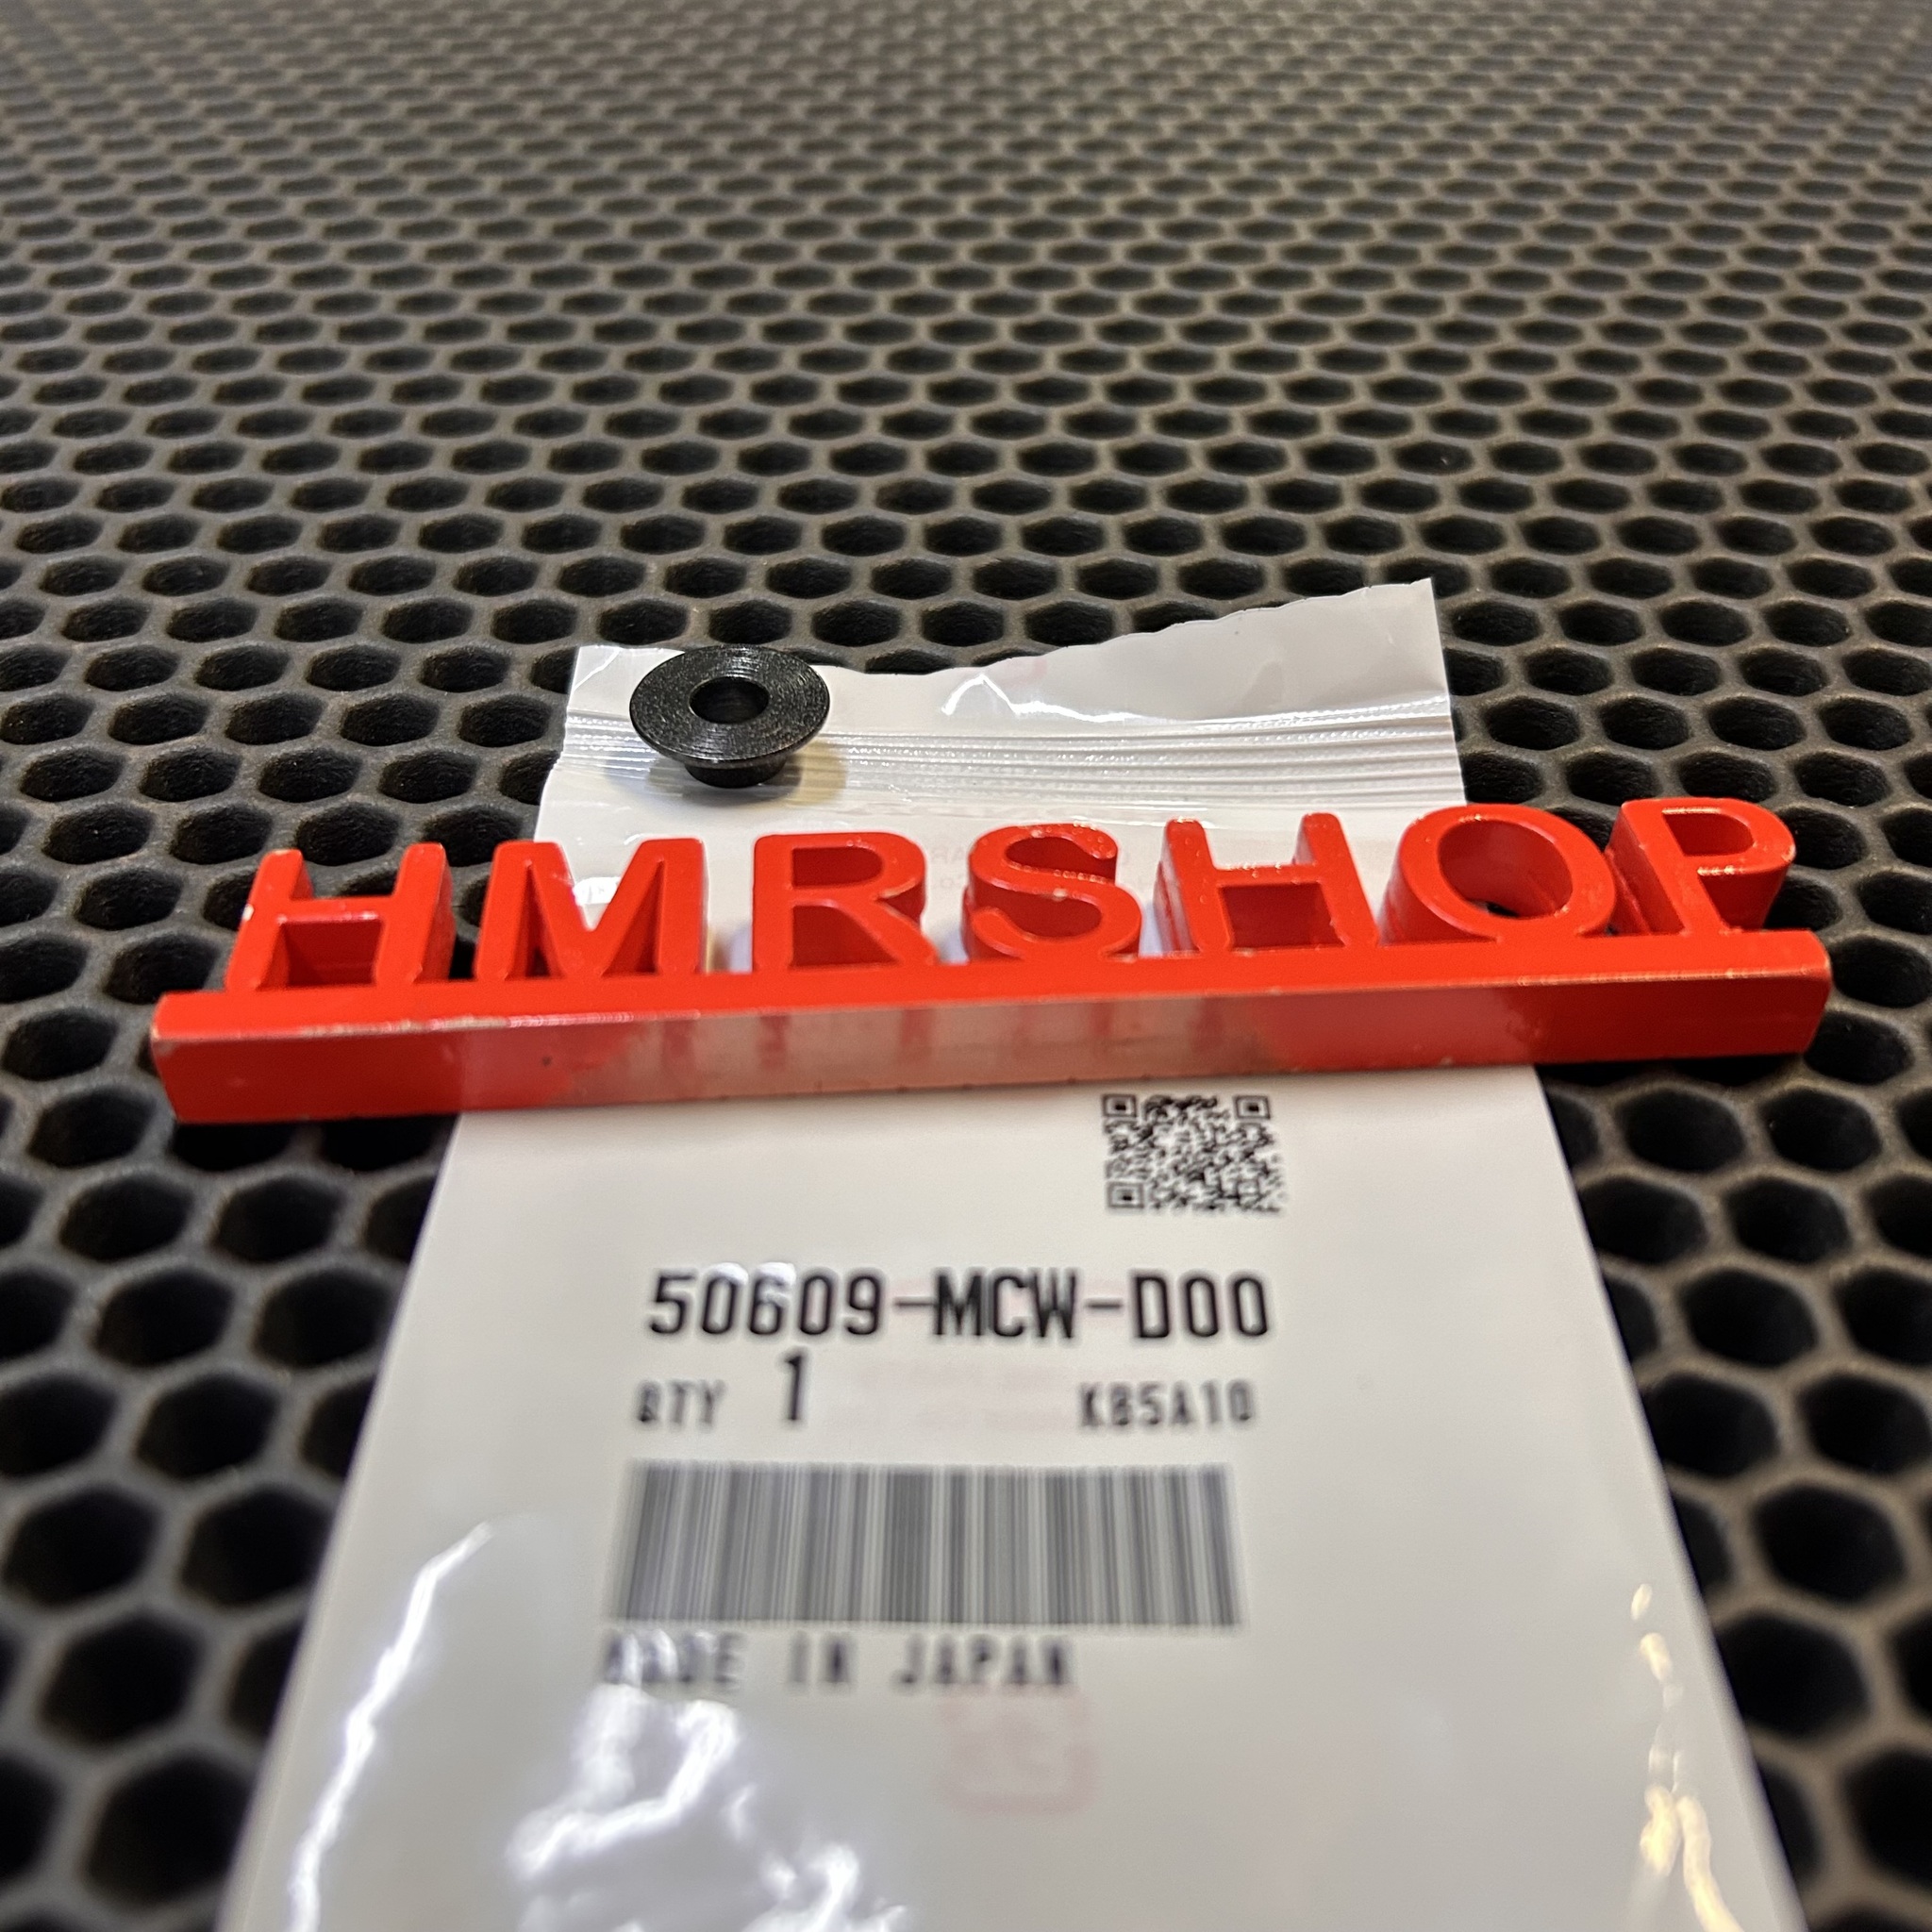 HMRSHOP
50609-MCW-D00
QTY 1 KB5A10
MADE IN JAPAN